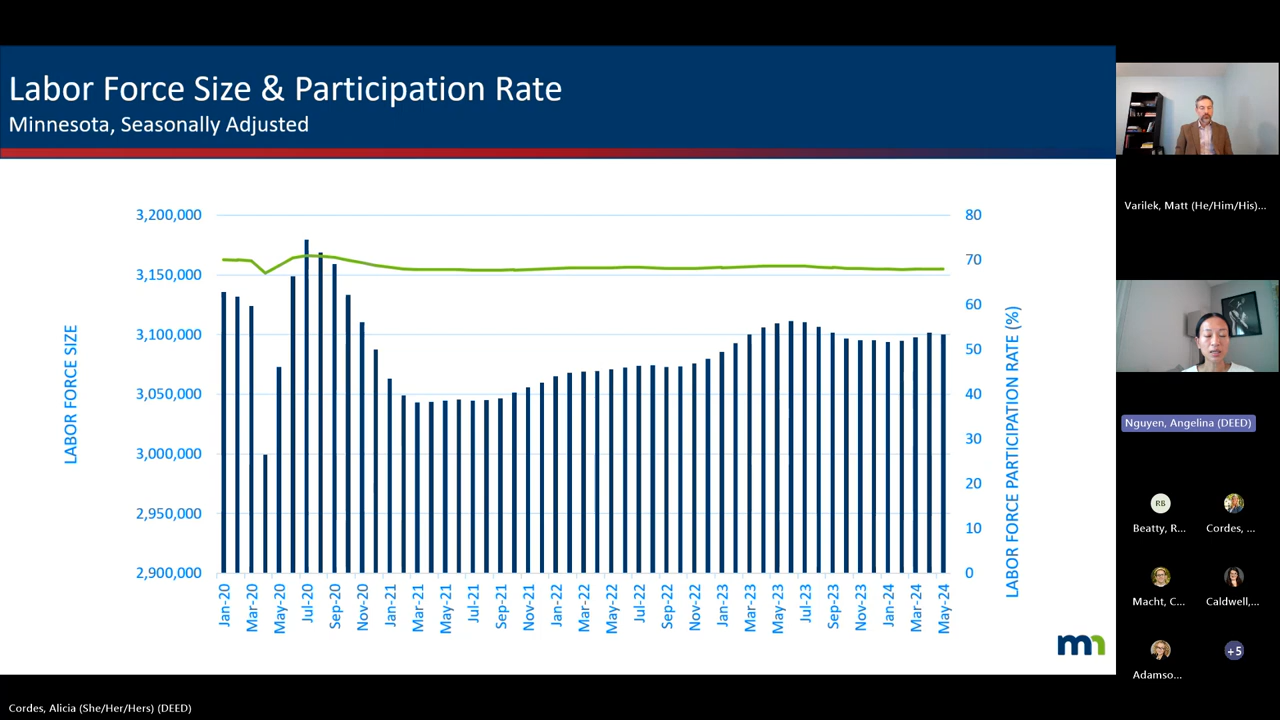 Labor Force Size & Participation Rate
Minnesota, Seasonally Adjusted
3,200,000
3,150,000
3,100,000
3,050,000
3,000,000
2,950,000
2,900,000
LABOR FORCE SIZE
80
70
60
50
40
30
20
10
0
LABOR FORCE PARTICIPATION RATE (%)
Jan-20
Mar-20
May-20
Jul-20
Sep-20
Nov-20
Jan-21
Mar-21
May-21
Jul-21
Sep-21
Nov-21
Jan-22
Mar-22
May-22
Jul-22
Sep-22
Nov-22
Jan-23
Mar-23
May-23
Jul-23
Sep-23
Nov-23
Jan-24
Mar-24
May-24
mn
Varilek, Matt (He/Him/His)...
Nguyen, Angelina (DEED)
RB
Beatty, R...
Cordes, ...
Macht, C...
Caldwell,...
Adamso...
+5
Cordes, Alicia (She/Her/Hers) (DEED)